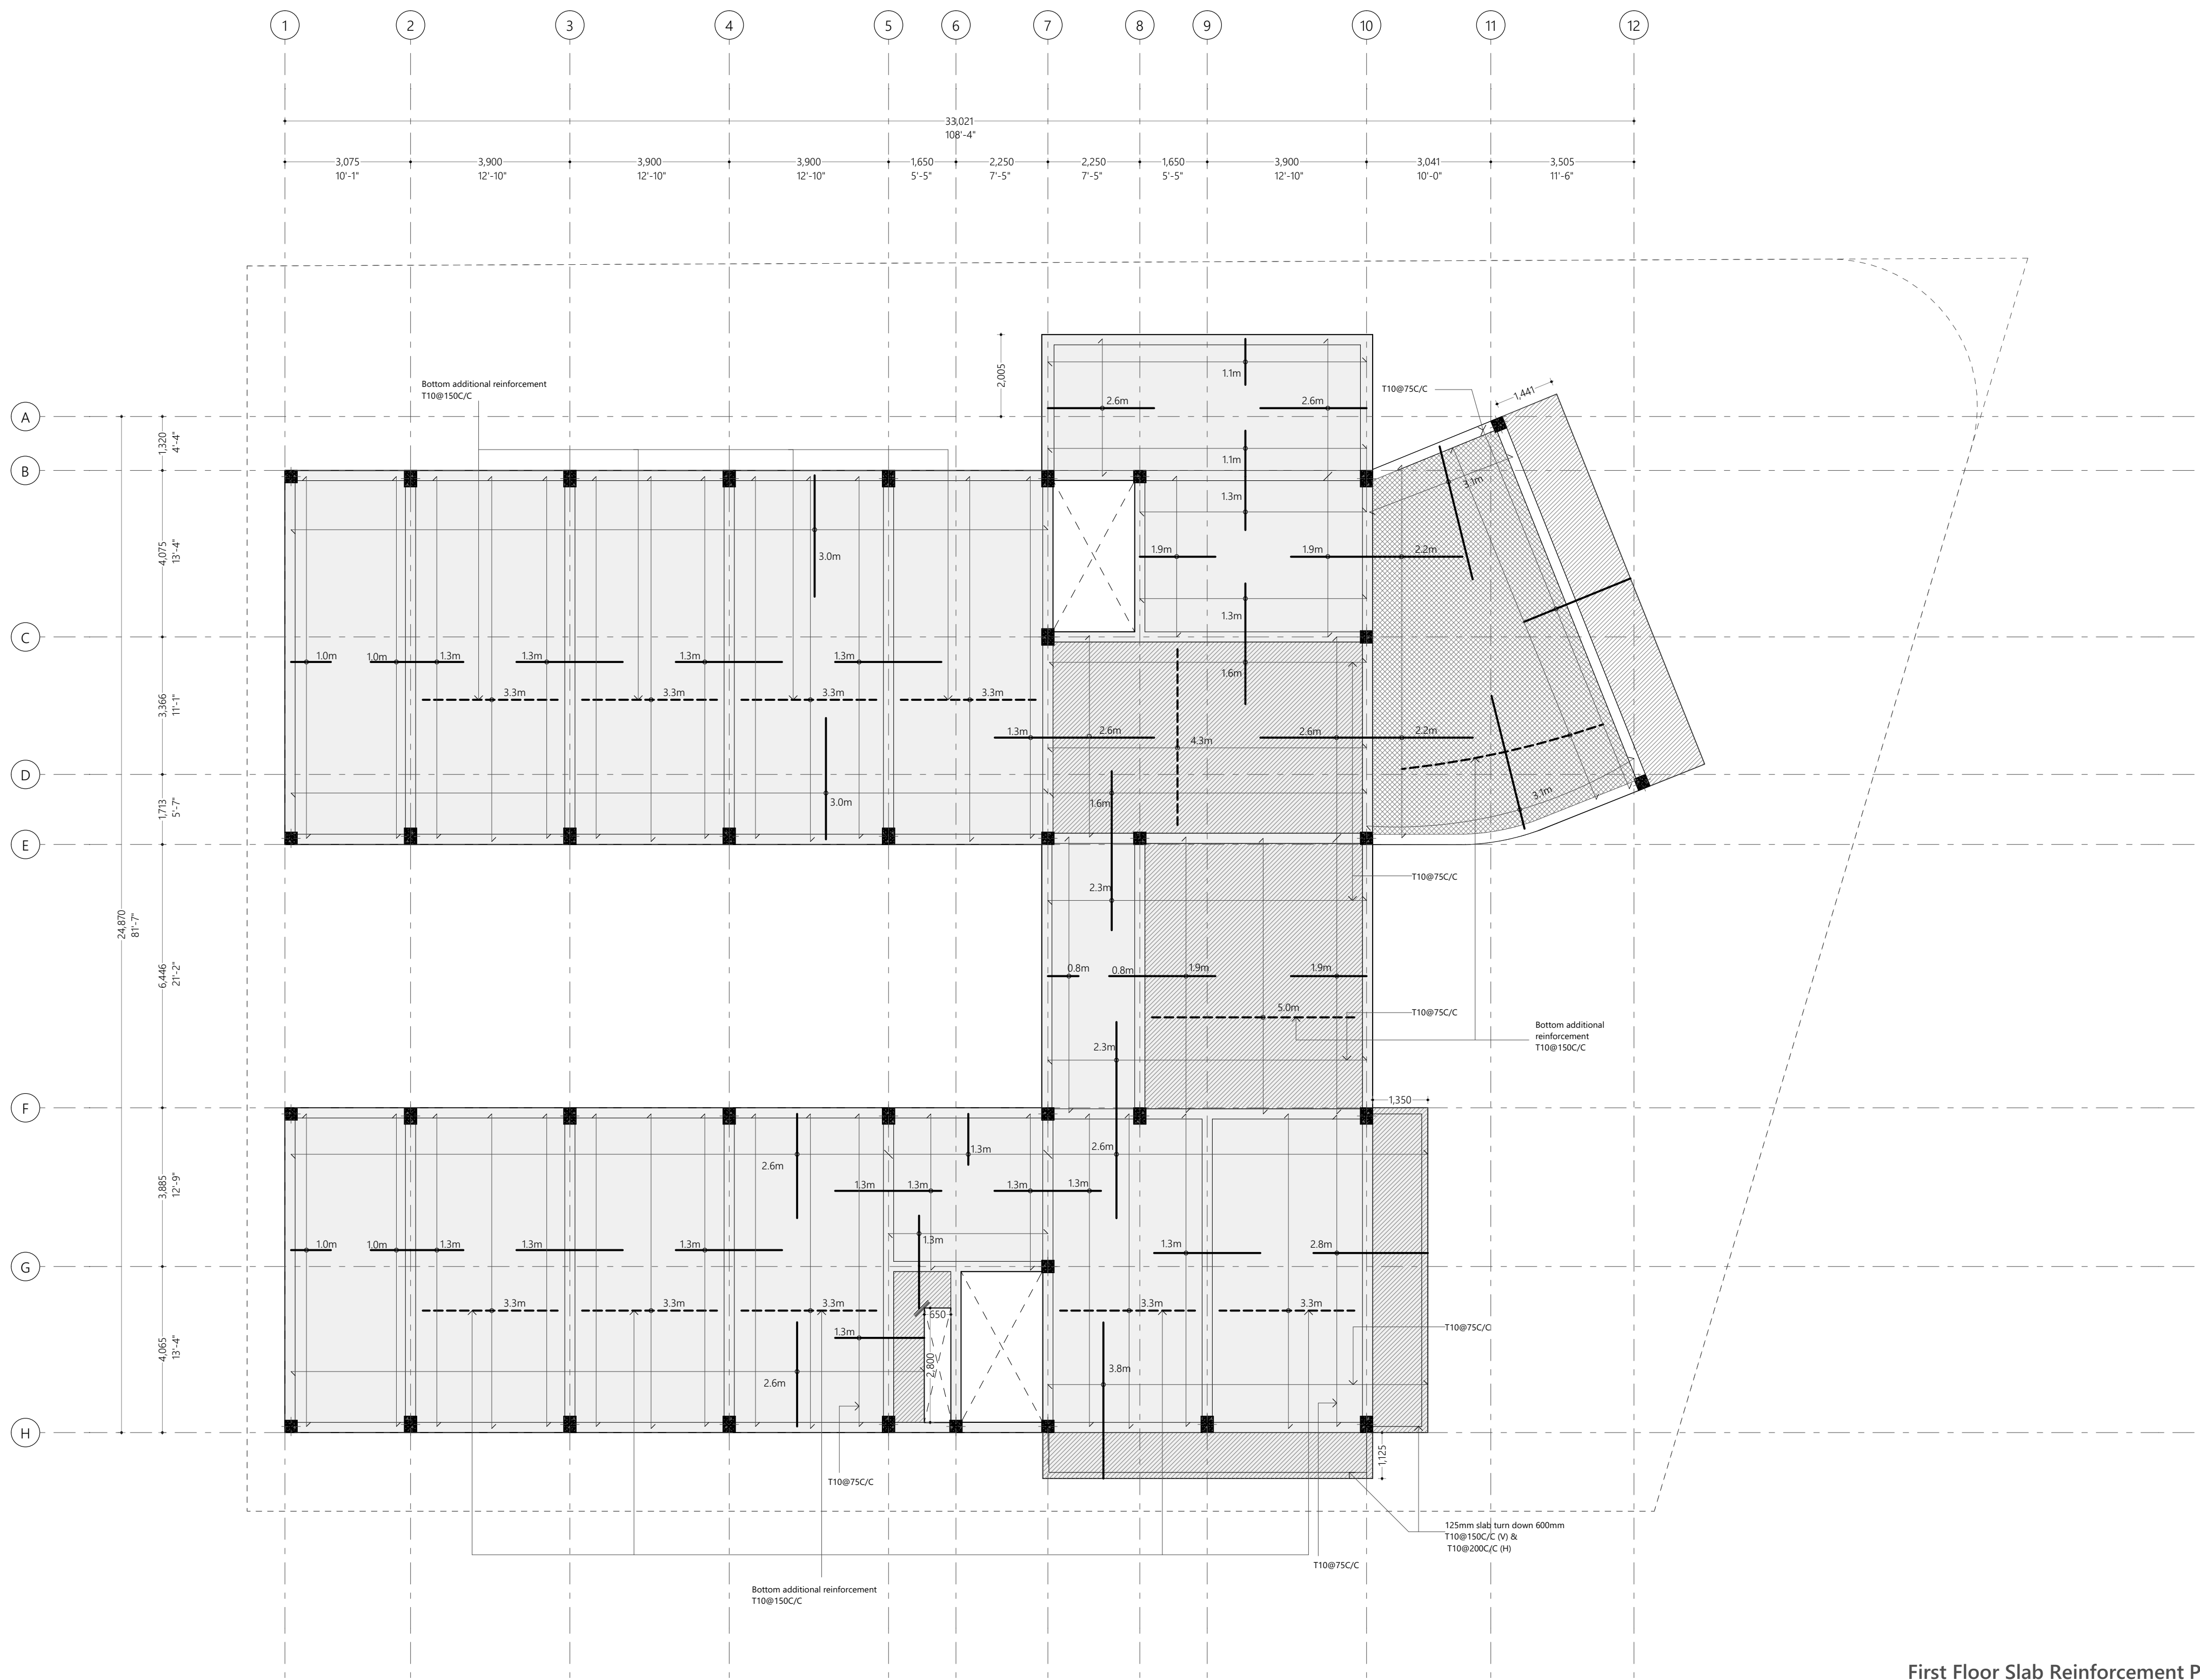 1
2
3
4
5
6
7
8
9
10
11
12
33,021
108'-4"
3,075
3,900
3,900
3,900
1,650
2,250
2,250
1,650
3,900
3,041
3,505
10'-1"
12'-10"
12'-10"
12'-10"
5'-5"
7'-5"
7'-5"
5'-5"
12'-10"
10'-0"
11'-6"
A
B
C
D
E
F
G
H
24,870
81'-7"
1,320
4'-4"
4,075
13'-4"
3,366
11'-1"
1,713
5'-7"
6,446
21'-2"
3,885
12'-9"
4,065
13'-4"
2,005
1,441
Bottom additional reinforcement
T10@150C/C
T10@75C/C
1.1m
2.6m
2.6m
1.1m
3.1m
1.3m
3.0m
1.9m
1.9m
2.2m
1.3m
1.0m
1.0m
1.3m
1.3m
1.3m
1.3m
1.6m
3.3m
3.3m
3.3m
3.3m
1.3m
2.6m
4.3m
2.6m
2.2m
3.0m
1.6m
3.1m
T10@75C/C
2.3m
0.8m
0.8m
1.9m
1.9m
5.0m
T10@75C/C
Bottom additional
reinforcement
T10@150C/C
2.3m
1,350
2.6m
1.3m
2.6m
1.3m
1.3m
1.3m
1.3m
1.0m
1.0m
1.3m
1.3m
1.3m
1.3m
1.3m
2.8m
3.3m
3.3m
3.3m
650
3.3m
3.3m
1.3m
T10@75C/C
2,800
2.6m
3.8m
1,125
T10@75C/C
125mm slab turn down 600mm
T10@150C/C (V) &
T10@200C/C (H)
T10@75C/C
Bottom additional reinforcement
T10@150C/C
First Floor Slab Reinforcement P